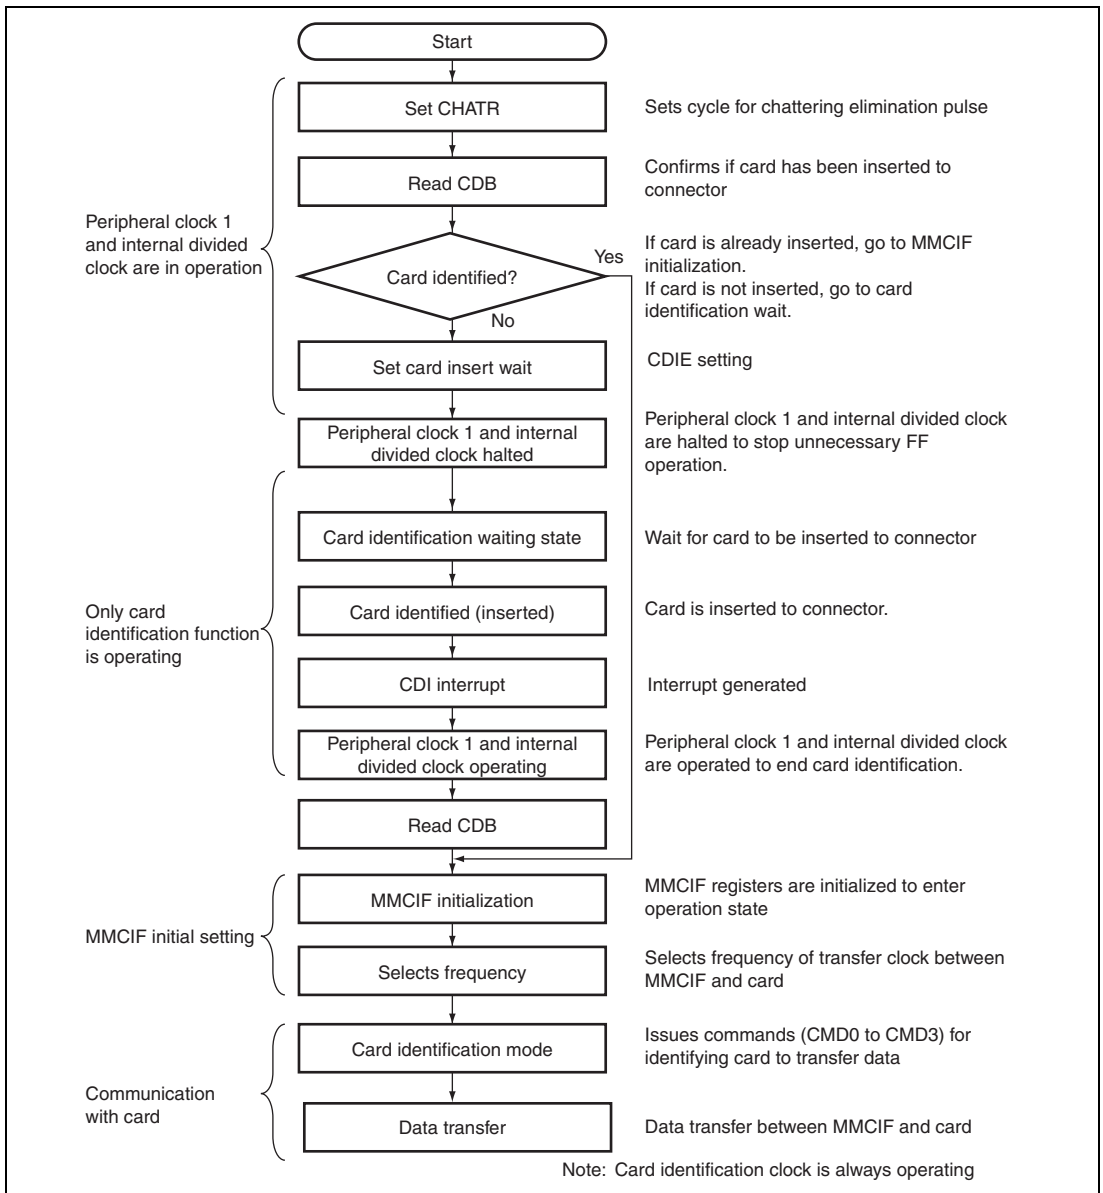 Start
Set CHATR
Sets cycle for chattering elimination pulse
Read CDB
Confirms if card has been inserted to
connector
Peripheral clock 1
and internal divided
clock are in operation
Card identified?
Yes
No
If card is already inserted, go to MMCIF
initialization.
If card is not inserted, go to card
identification wait.
Set card insert wait
CDIE setting
Peripheral clock 1 and internal
divided clock halted
Peripheral clock 1 and internal divided clock
are halted to stop unnecessary FF
operation.
Card identification waiting state
Wait for card to be inserted to connector
Only card
identification function
is operating
Card identified (inserted)
Card is inserted to connector.
CDI interrupt
Interrupt generated
Peripheral clock 1 and internal
divided clock operating
Peripheral clock 1 and internal divided clock
are operated to end card identification.
Read CDB
MMCIF initial setting
MMCIF initialization
MMCIF registers are initialized to enter
operation state
Selects frequency
Selects frequency of transfer clock between
MMCIF and card
Communication
with card
Card identification mode
Issues commands (CMD0 to CMD3) for
identifying card to transfer data
Data transfer
Data transfer between MMCIF and card
Note: Card identification clock is always operating